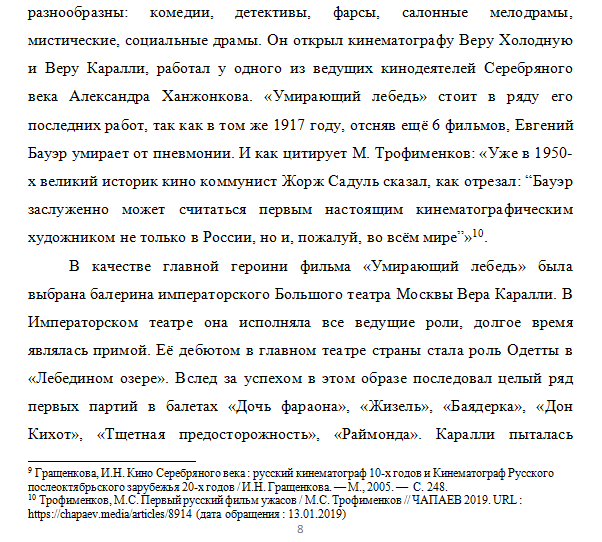 разнообразны: комедии, детективы, фарсы, салонные мелодрамы,
мистические, социальные драмы. Он открыл кинематографу Веру Холодную
и Веру Каралли, работал у одного из ведущих кинодеятелей Серебряного
века Александра Ханжонкова. «Умирающий лебедь» стоит в ряду его
последних работ, так как в том же 1917 году, отсняв ещё 6 фильмов, Евгений
Бауэр умирает от пневмонии. И как цитирует М. Трофименков: «Уже в 1950-
х великий историк кино коммунист Жорж Садуль сказал, как отрезал: “Бауэр
заслуженно может считаться первым настоящим кинематографическим
художником не только в России, но и, пожалуй, во всём мире”»10.
В качестве главной героини фильма «Умирающий лебедь» была
выбрана балерина императорского Большого театра Москвы Вера Каралли. В
Императорском театре она исполняла все ведущие роли, долгое время
являлась примой. Её дебютом в главном театре страны стала роль Одетты в
«Лебедином озере». Вслед за успехом в этом образе последовал целый ряд
первых партий в балетах «Дочь фараона», «Жизель», «Баядерка», «Дон
Кихот», «Тщетная предосторожность», «Раймонда». Каралли пыталась
9 Гращенкова, И.Н. Кино Серебряного века : русский кинематограф 10-х годов и Кинематограф Русского
послеоктябрьского зарубежья 20-х годов / И.Н. Гращенкова. — М., 2005. — С. 248.
10 Трофименков, М.С. Первый русский фильм ужасов / М.С. Трофименков // ЧАПАЕВ 2019. URL :
https://chapaev.media/articles/8914 (дата обращения : 13.01.2019)
8